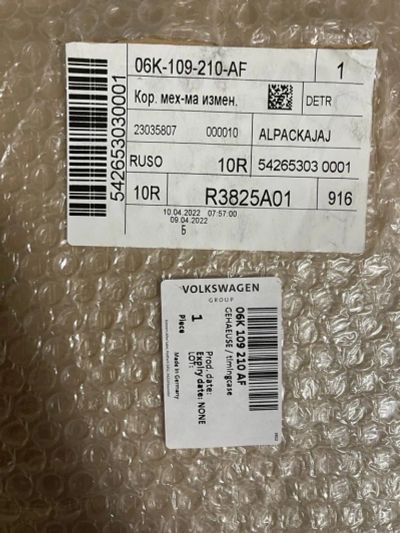 06K-109-210-AF 1
Кор. мех-ма измен. DETR
23035807 000010 ALPACKAJAJ
RUSO 10R 54265303 0001
10R R3825A01 916
10.04.2022 07:57:00
09.04.2022
Б
542653030001
VOLKSWAGEN
GROUP
06K 109 210 AF
GEHAEUSE / timingcase
1
Piece
Prod. date:
Expiry date: NONE
LOT:
Made in Germany